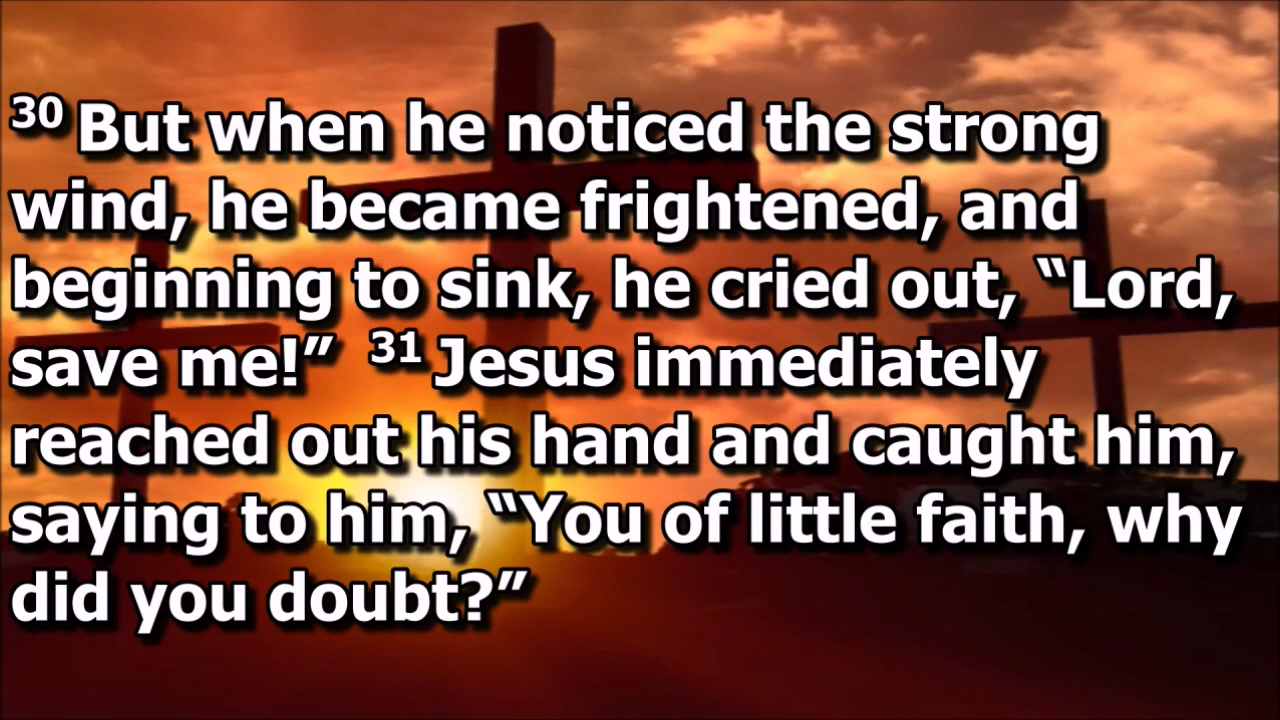 30 But when he noticed the strong
wind, he became frightened, and
beginning to sink, he cried out, “Lord,
save me!” 31 Jesus immediately
reached out his hand and caught him,
saying to him, “You of little faith, why
did you doubt?”